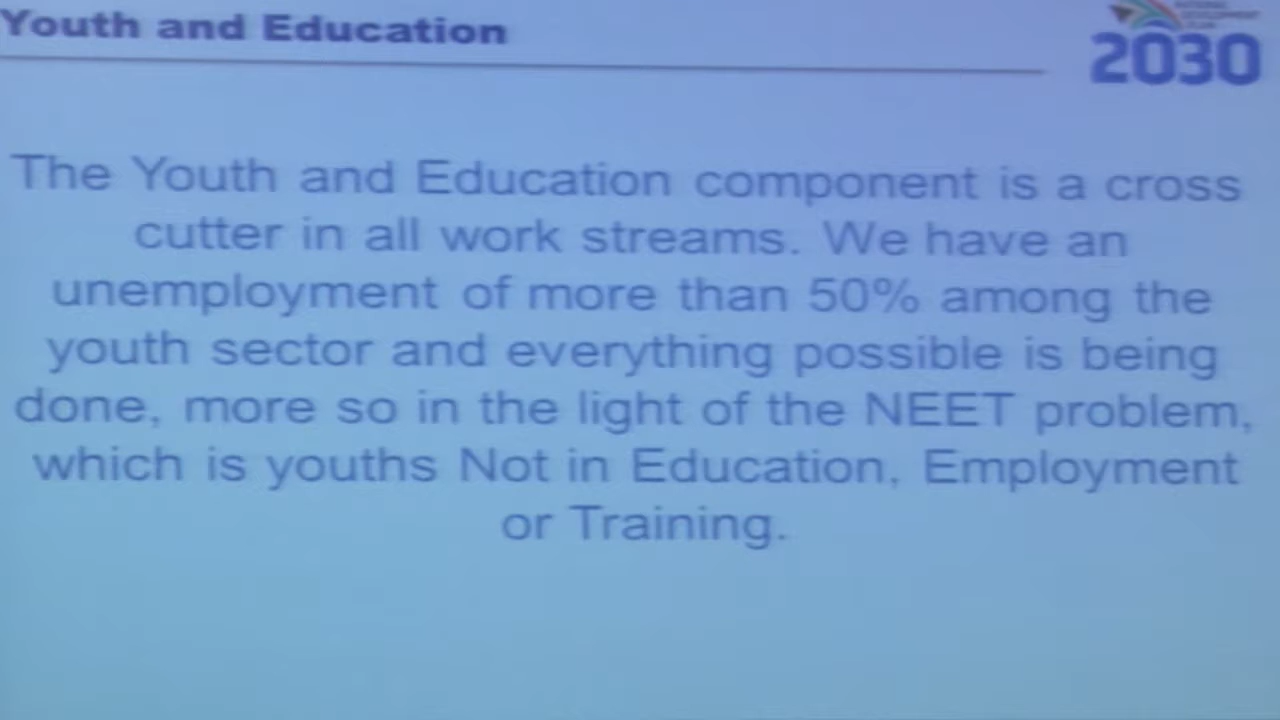 Youth and Education
2030
The Youth and Education component is a cross
cutter in all work streams. We have an
unemployment of more than 50% among the
youth sector and everything possible is being
done, more so in the light of the NEET problem,
which is youths Not in Education, Employment
or Training.